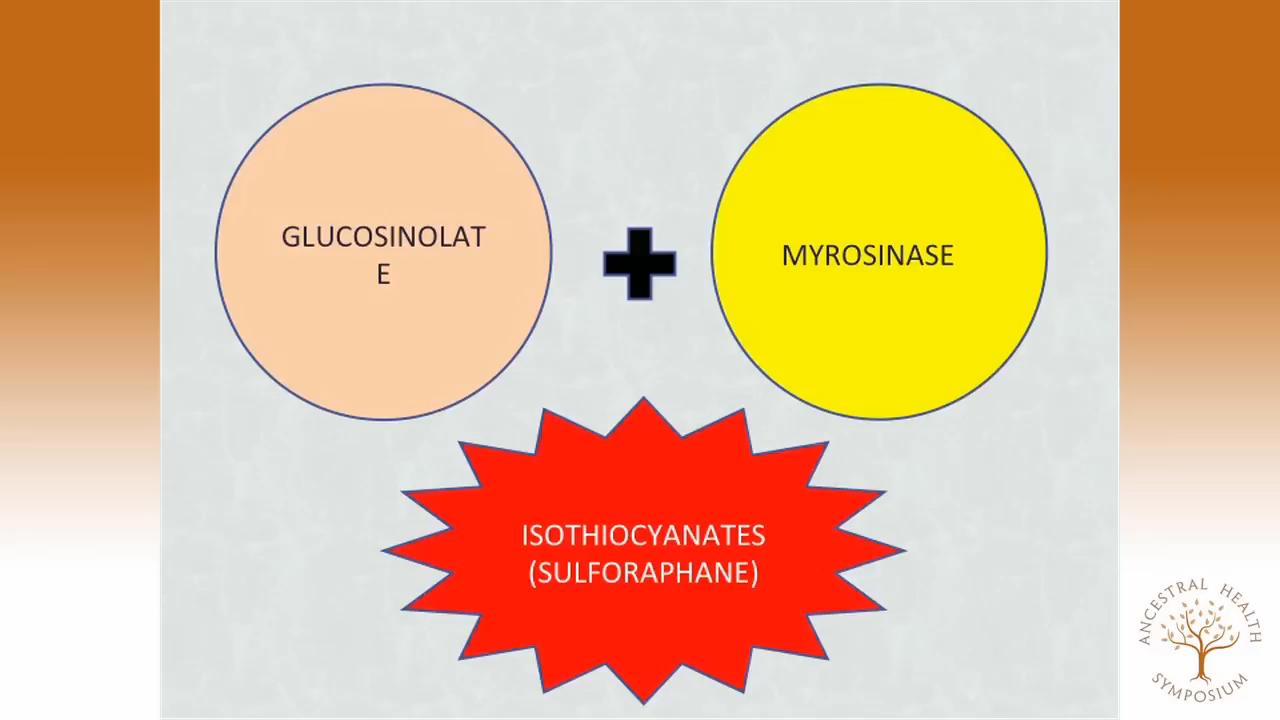 GLUCOSINOLAT
E
MYROSINASE
ISOTHIOCYANATES
(SULFORAPHANE)
ANCESTRAL HEALTH
SYMPOSIUM